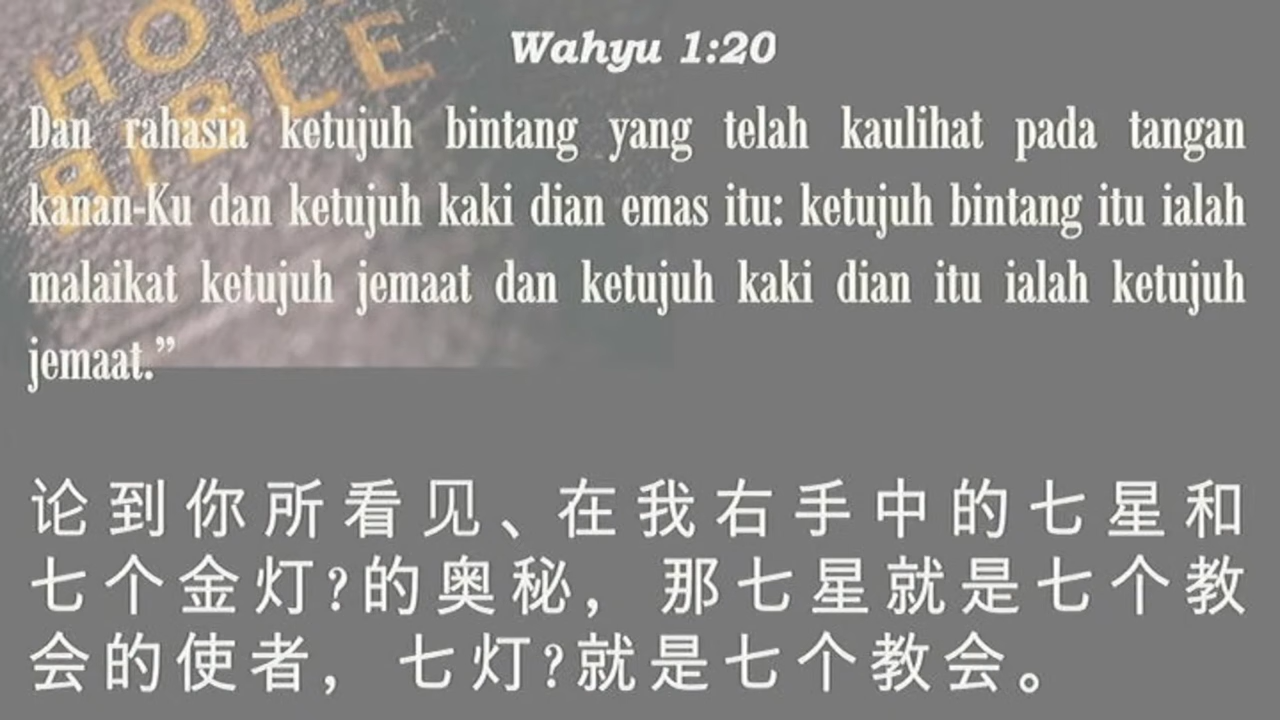 HOL
BIBLE
Wahyu 1:20
Dan rahasia ketujuh bintang yang telah kaulihat pada tangan
kanan-Ku dan ketujuh kaki dian emas itu: ketujuh bintang itu ialah
malaikat ketujuh jemaat dan ketujuh kaki dian itu ialah ketujuh
jemaat.”
论到你所看见、在我右手中的七星和
七个金灯?的奥秘，那七星就是七个教
会的使者，七灯?就是七个教会。